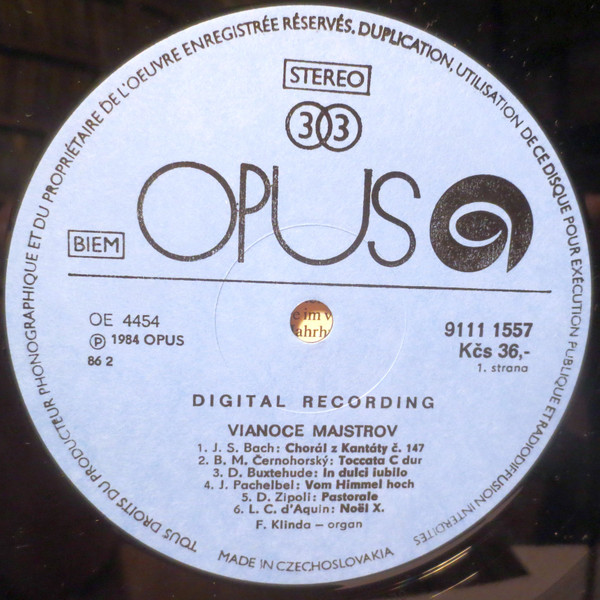 TOUS DROITS DU PRODUCTEUR PHONOGRAPHIQUE ET DU PROPRIÉTAIRE DE L'OEUVRE ENREGISTRÉE RÉSERVÉS. DUPLICATION, UTILISATION DE CE DISQUE POUR EXECUTION PUBLIQUE ET RADIODIFFUSION INTERDITES
STEREO
33
OPUS
BIEM
OE 4454
℗ 1984 OPUS
86 2
9111 1557
Kčs 36,-
1. strana
e im v
ahrh
DIGITAL RECORDING
VIANOCE MAJSTROV
1. J. S. Bach: Chorál z Kantáty č. 147
2. B. M. Černohorský: Toccata C dur
3. D. Buxtehude: In dulci iubilo
4. J. Pachelbel: Vom Himmel hoch
5. D. Zipoli: Pastorale
6. L. C. d'Aquin: Noël X.
F. Klinda – organ
MADE IN CZECHOSLOVAKIA